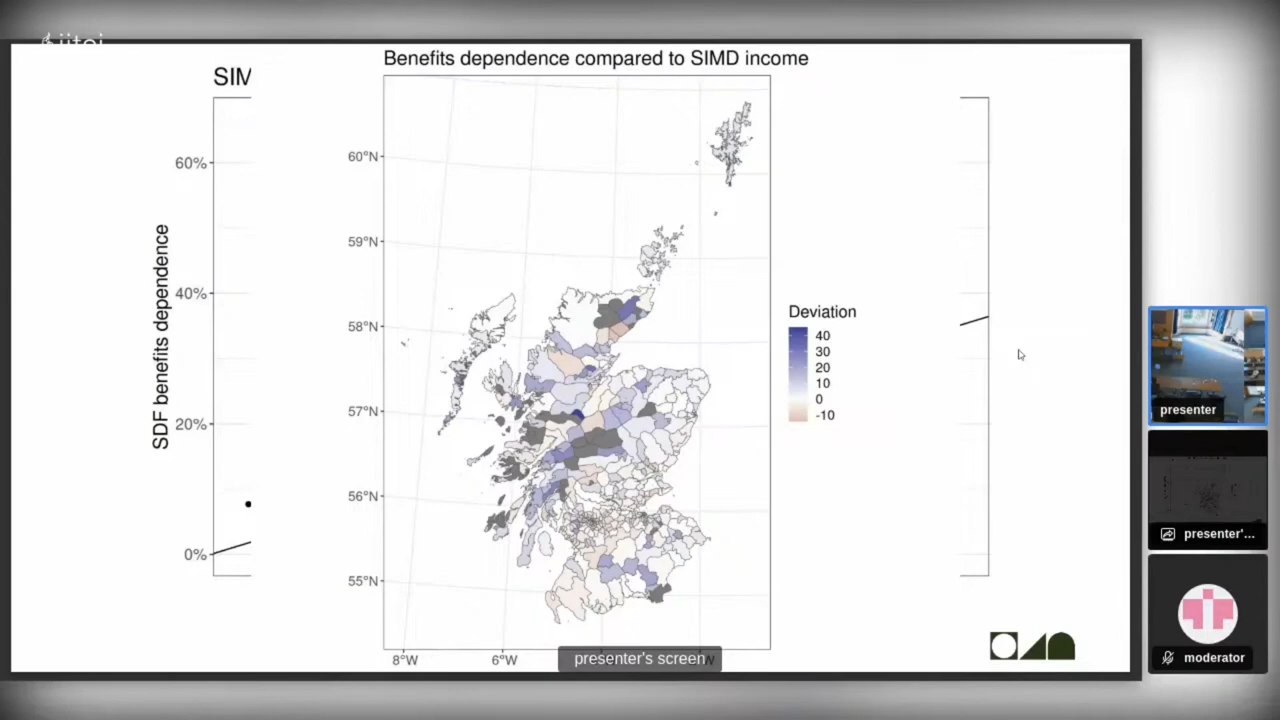 Benefits dependence compared to SIMD income
SIM
60%
40%
20%
0%
SDF benefits dependence
60°N
59°N
58°N
57°N
56°N
55°N
8°W
6°W
Deviation
40
30
20
10
0
-10
presenter's screen
presenter
presenter'...
moderator